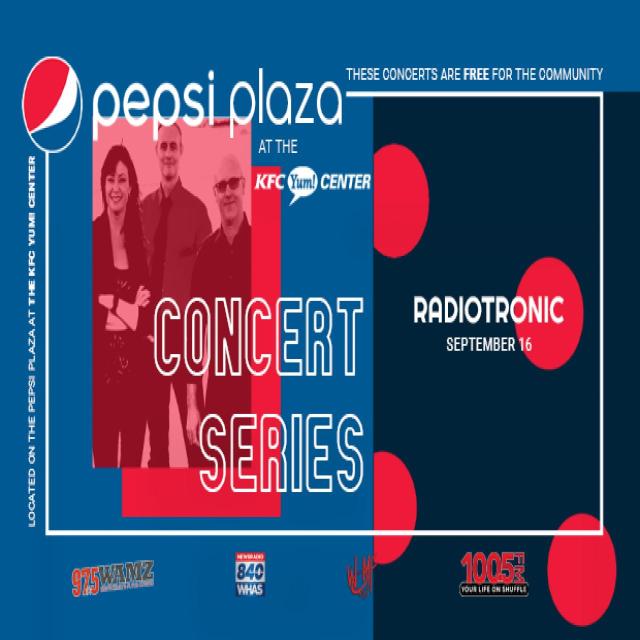 THESE CONCERTS ARE FREE FOR THE COMMUNITY
pepsi plaza
AT THE
KFC Yum! CENTER
LOCATED ON THE PEPSI PLAZA AT THE KFC YUM! CENTER
CONCERT
SERIES
RADIOTRONIC
SEPTEMBER 16
97.5 WAMZ
NEWSRADIO
840
WHAS
100.5
YOUR LIFE ON SHUFFLE